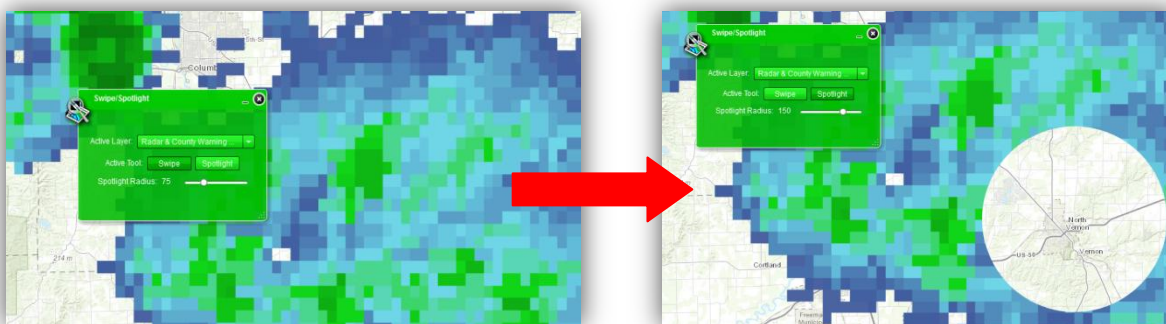 Columb
Swipe/Spotlight
Active Layer: Radar & County Warning ...
Active Tool: Swipe Spotlight
Spotlight Radius: 75
214 m
Swipe/Spotlight
Active Layer: Radar & County Warning ...
Active Tool: Swipe Spotlight
Spotlight Radius: 150
North
Vernon
US-50
Vernon
Cortland